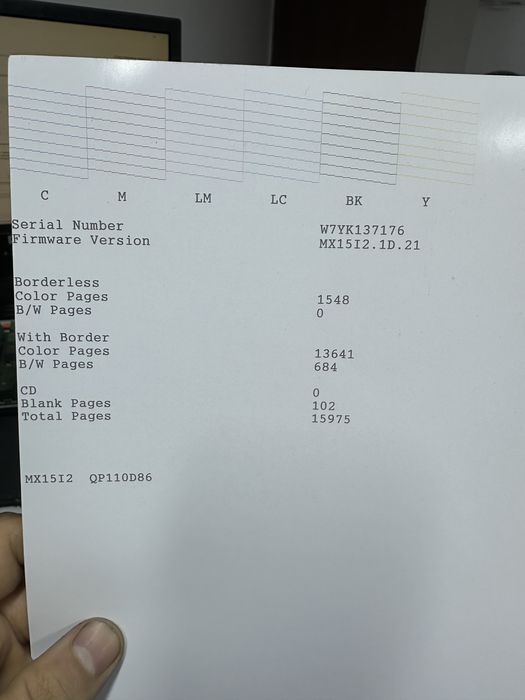 C M LM LC BK Y
Serial Number W7YK137176
Firmware Version MX15I2.1D.21
Borderless
Color Pages 1548
B/W Pages 0
With Border
Color Pages 13641
B/W Pages 684
CD 0
Blank Pages 102
Total Pages 15975
MX15I2 QP110D86